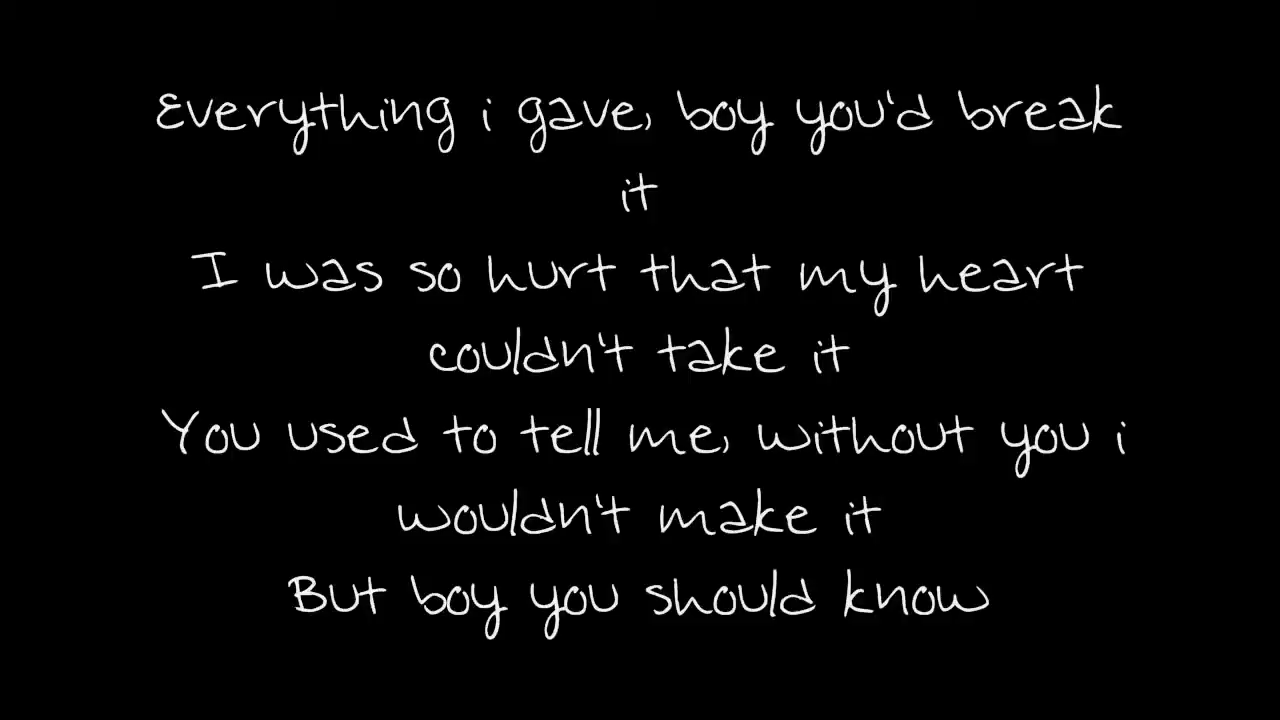 Everything i gave, boy you'd break
it
I was so hurt that my heart
couldn't take it
You used to tell me, without you i
wouldn't make it
But boy you should know